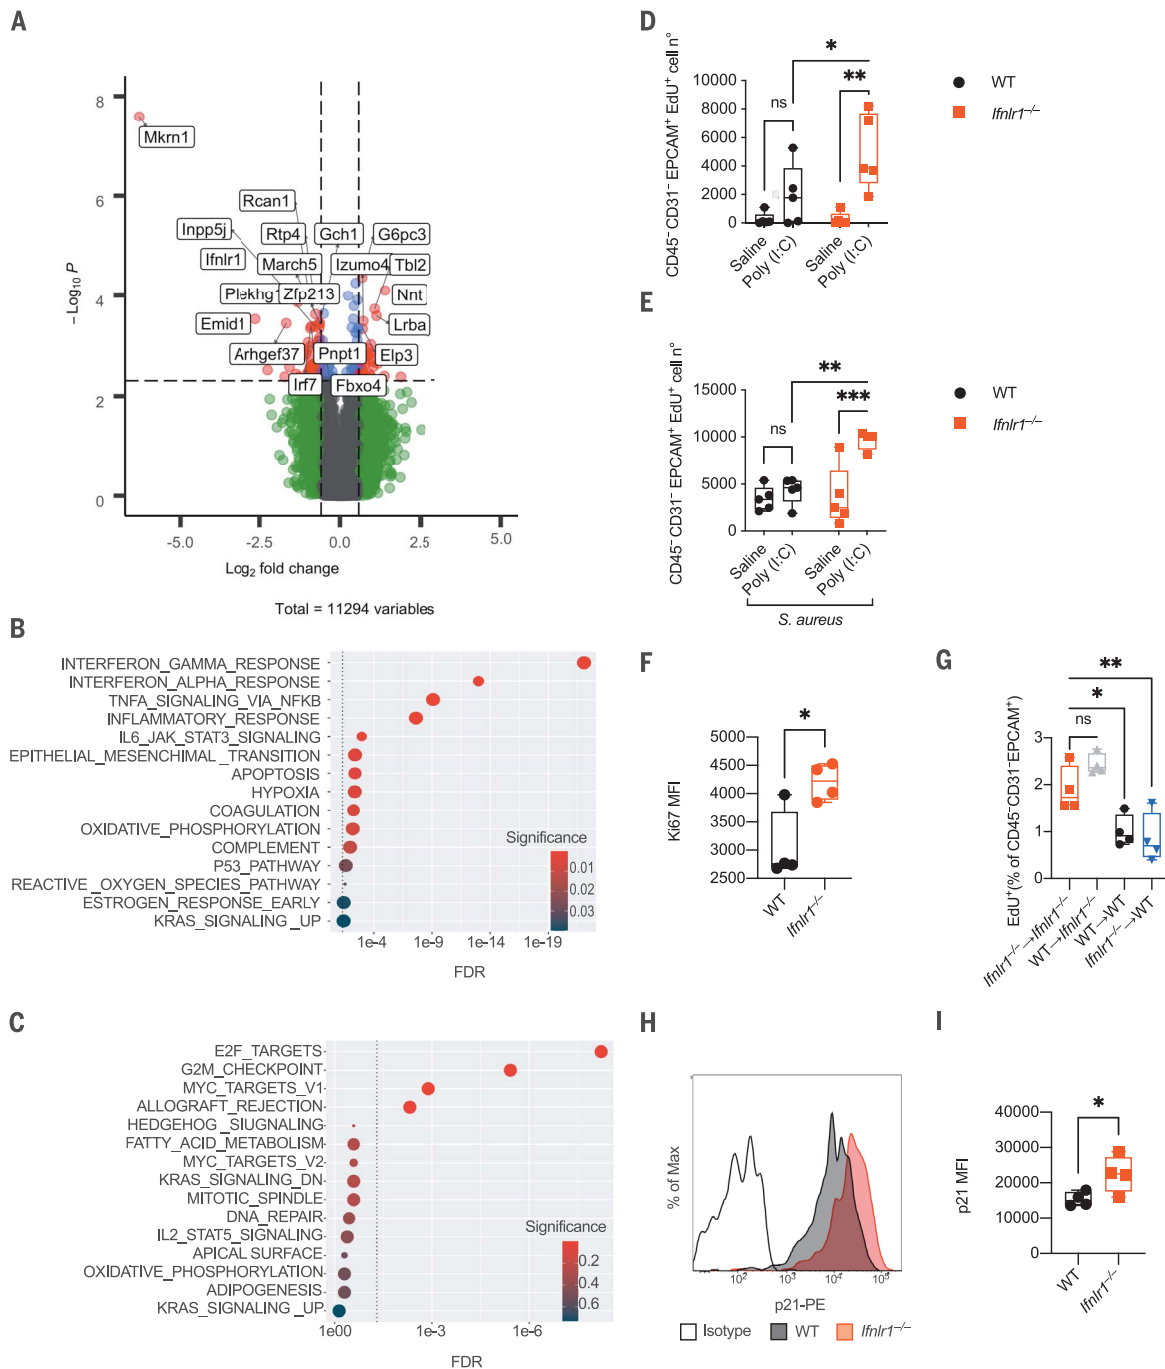 A
8
6
4
2
0
– Log10 P
Mkrn1
Rcan1
Inpp5j
Rtp4
Gch1
G6pc3
Ifnlr1
March5
Izumo4
Tbl2
Plekhg1
Zfp213
Nnt
Emid1
Lrba
Arhgef37
Pnpt1
Elp3
Irf7
Fbxo4
-5.0
-2.5
0.0
2.5
5.0
Log2 fold change
Total = 11294 variables
B
INTERFERON_GAMMA_RESPONSE
INTERFERON_ALPHA_RESPONSE
TNFA_SIGNALING_VIA_NFKB
INFLAMMATORY_RESPONSE
IL6_JAK_STAT3_SIGNALING
EPITHELIAL_MESENCHIMAL_TRANSITION
APOPTOSIS
HYPOXIA
COAGULATION
OXIDATIVE_PHOSPHORYLATION
COMPLEMENT
P53_PATHWAY
REACTIVE_OXYGEN_SPECIES_PATHWAY
ESTROGEN_RESPONSE_EARLY
KRAS_SIGNALING_UP
Significance
0.01
0.02
0.03
1e-4
1e-9
1e-14
1e-19
FDR
C
E2F_TARGETS
G2M_CHECKPOINT
MYC_TARGETS_V1
ALLOGRAFT_REJECTION
HEDGEHOG_SIUGNALING
FATTY_ACID_METABOLISM
MYC_TARGETS_V2
KRAS_SIGNALING_DN
MITOTIC_SPINDLE
DNA_REPAIR
IL2_STAT5_SIGNALING
APICAL SURFACE
OXIDATIVE_PHOSPHORYLATION
ADIPOGENESIS
KRAS_SIGNALING _UP
Significance
0.2
0.4
0.6
1e00
1e-3
1e-6
FDR
D
CD45⁻ CD31⁻ EPCAM⁺ EdU⁺ cell n°
10000
8000
6000
4000
2000
0
ns
*
**
Saline
Poly (I:C)
Saline
Poly (I:C)
WT
Ifnlr1⁻/⁻
E
CD45⁻ CD31⁻ EPCAM⁺ EdU⁺ cell n°
15000
10000
5000
0
ns
**
***
Saline
Poly (I:C)
Saline
Poly (I:C)
S. aureus
WT
Ifnlr1⁻/⁻
F
Ki67 MFI
5000
4500
4000
3500
3000
2500
*
WT
Ifnlr1⁻/⁻
G
EdU⁺(% of CD45⁻CD31⁻EPCAM⁺)
3
2
1
0
**
*
ns
Ifnlr1⁻/⁻→Ifnlr1⁻/⁻
WT→Ifnlr1⁻/⁻
WT→WT
Ifnlr1⁻/⁻→WT
H
% of Max
10²
10³
10⁴
10⁵
p21-PE
Isotype
WT
Ifnlr1⁻/⁻
I
p21 MFI
40000
30000
20000
10000
0
*
WT
Ifnlr1⁻/⁻